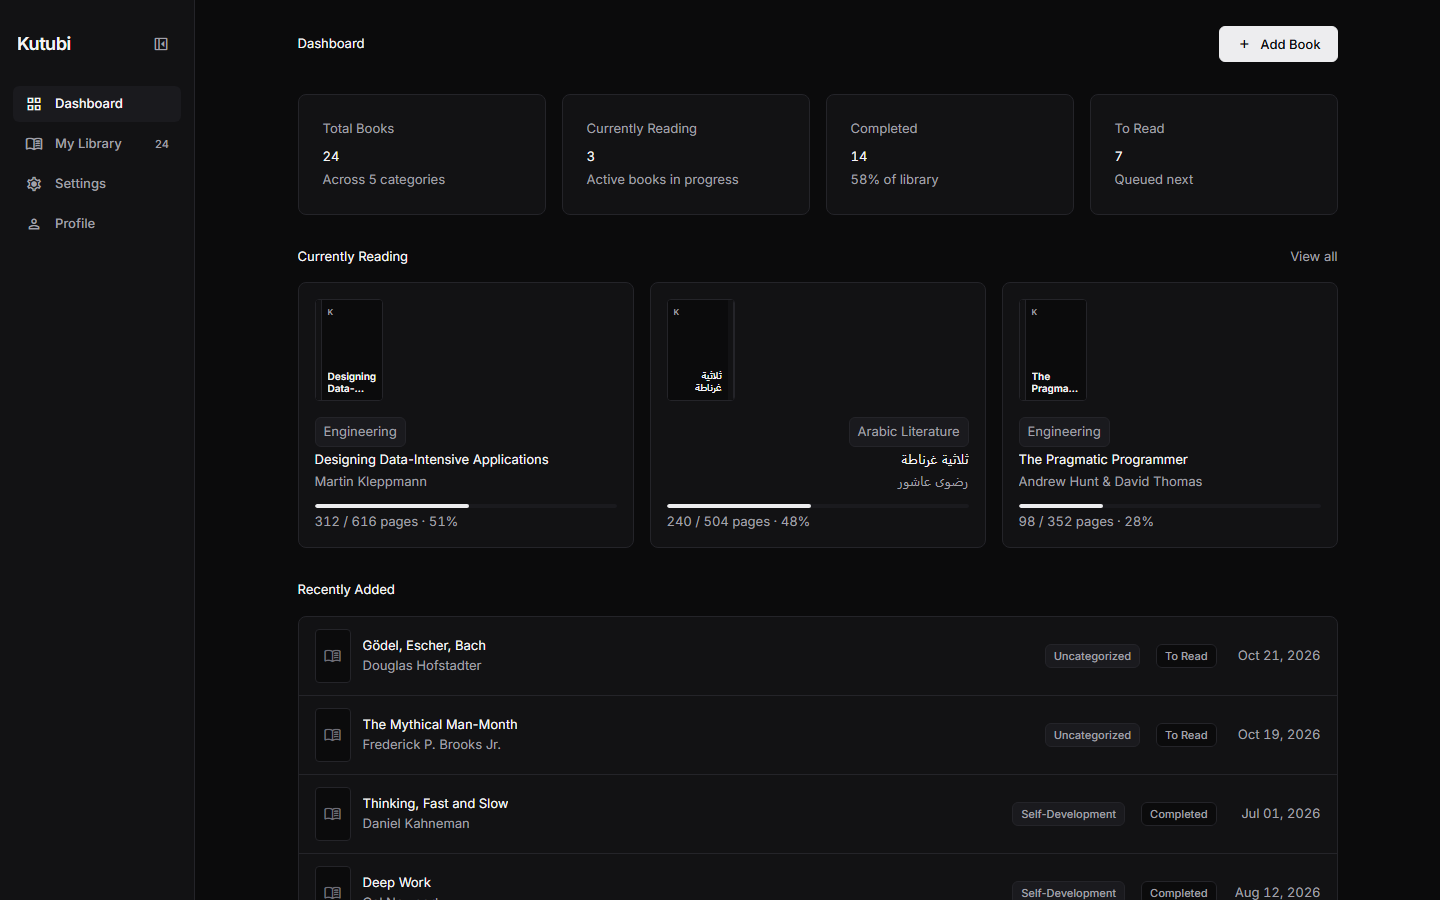 Kutubi
Dashboard
My Library 24
Settings
Profile
Dashboard
+ Add Book
Total Books
24
Across 5 categories
Currently Reading
3
Active books in progress
Completed
14
58% of library
To Read
7
Queued next
Currently Reading
View all
K
Designing
Data-...
Engineering
Designing Data-Intensive Applications
Martin Kleppmann
312 / 616 pages · 51%
K
ثلاثية
غرناطة
Arabic Literature
ثلاثية غرناطة
رضوى عاشور
240 / 504 pages · 48%
K
The
Pragma...
Engineering
The Pragmatic Programmer
Andrew Hunt & David Thomas
98 / 352 pages · 28%
Recently Added
Gödel, Escher, Bach
Douglas Hofstadter
Uncategorized To Read Oct 21, 2026
The Mythical Man-Month
Frederick P. Brooks Jr.
Uncategorized To Read Oct 19, 2026
Thinking, Fast and Slow
Daniel Kahneman
Self-Development Completed Jul 01, 2026
Deep Work
Self-Development Completed Aug 12, 2026